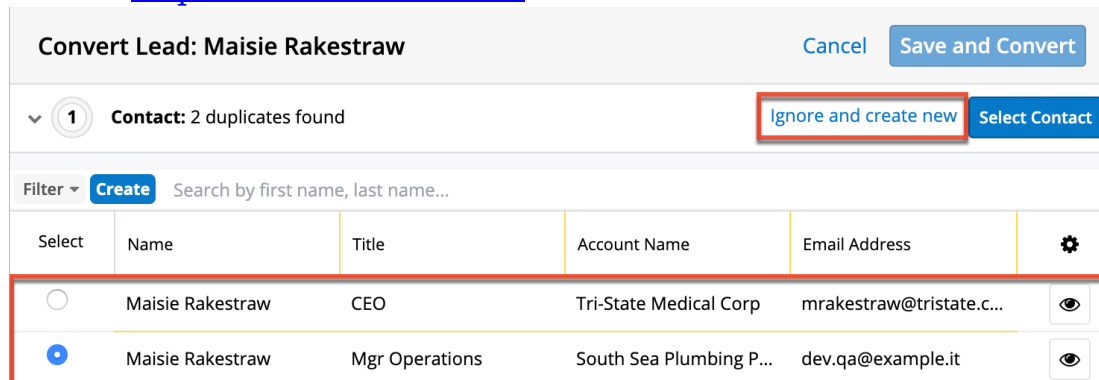 Convert Lead: Maisie Rakestraw Cancel Save and Convert
1 Contact: 2 duplicates found Ignore and create new Select Contact
Filter Create Search by first name, last name...
Select Name Title Account Name Email Address
Maisie Rakestraw CEO Tri-State Medical Corp mrakestraw@tristate.c...
Maisie Rakestraw Mgr Operations South Sea Plumbing P... dev.qa@example.it